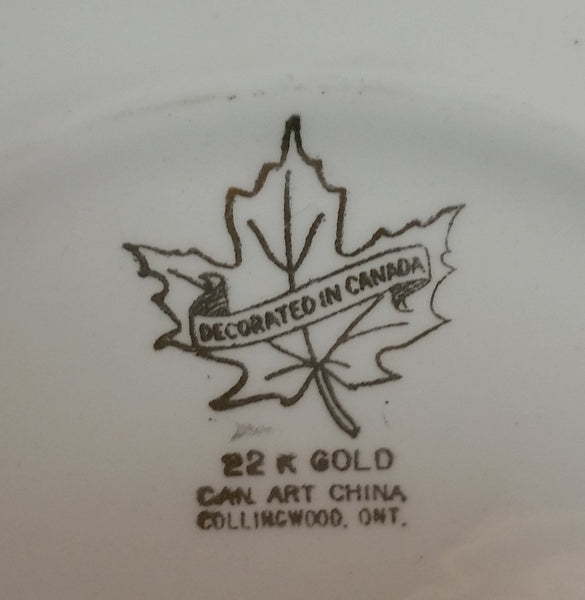 DECORATED IN CANADA
22 K GOLD
CAN. ART CHINA
COLLINGWOOD. ONT.